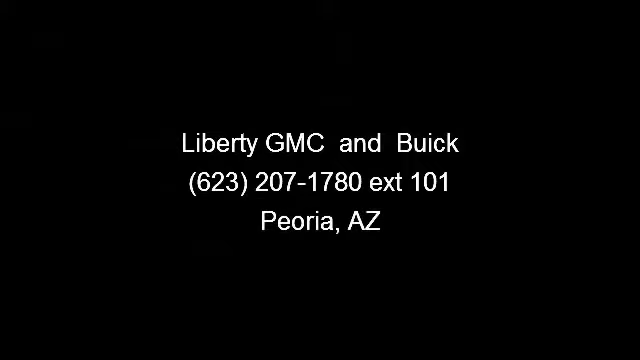 Liberty GMC  and  Buick
(623) 207-1780 ext 101
Peoria, AZ